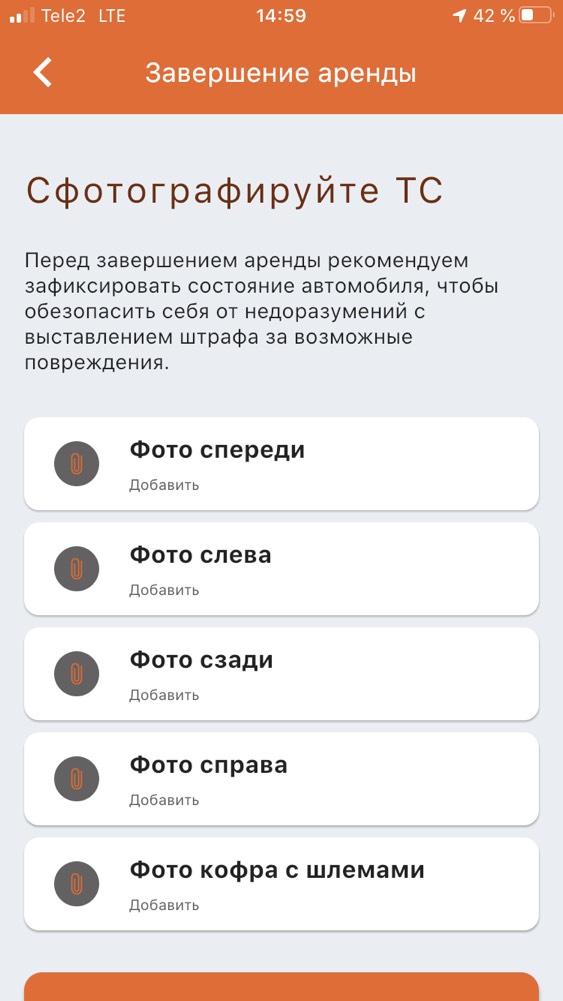 Tele2 LTE 14:59 42 %
Завершение аренды
Сфотографируйте ТС
Перед завершением аренды рекомендуем
зафиксировать состояние автомобиля, чтобы
обезопасить себя от недоразумений с
выставлением штрафа за возможные
повреждения.
Фото спереди
Добавить
Фото слева
Добавить
Фото сзади
Добавить
Фото справа
Добавить
Фото кофра с шлемами
Добавить